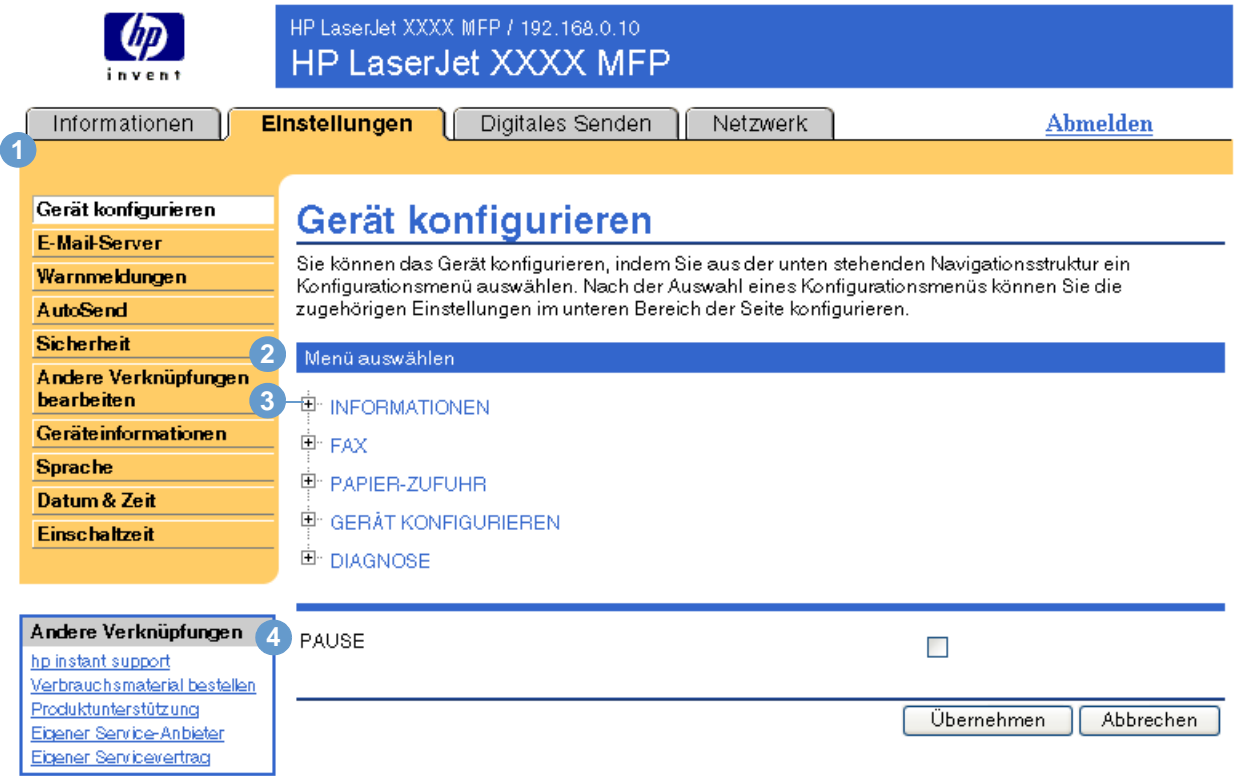 hp
invent
HP LaserJet XXXX MFP / 192.168.0.10
HP LaserJet XXXX MFP
Informationen
Einstellungen
Digitales Senden
Netzwerk
Abmelden
1
Gerät konfigurieren
E-Mail-Server
Warnmeldungen
AutoSend
Sicherheit
Andere Verknüpfungen
bearbeiten
Geräteinformationen
Sprache
Datum & Zeit
Einschaltzeit
Andere Verknüpfungen
hp instant support
Verbrauchsmaterial bestellen
Produktunterstützung
Eigener Service-Anbieter
Eigener Servicevertrag
Gerät konfigurieren
Sie können das Gerät konfigurieren, indem Sie aus der unten stehenden Navigationsstruktur ein
Konfigurationsmenü auswählen. Nach der Auswahl eines Konfigurationsmenüs können Sie die
zugehörigen Einstellungen im unteren Bereich der Seite konfigurieren.
2
Menü auswählen
3
INFORMATIONEN
FAX
PAPIER-ZUFUHR
GERÄT KONFIGURIEREN
DIAGNOSE
4
PAUSE
Übernehmen
Abbrechen